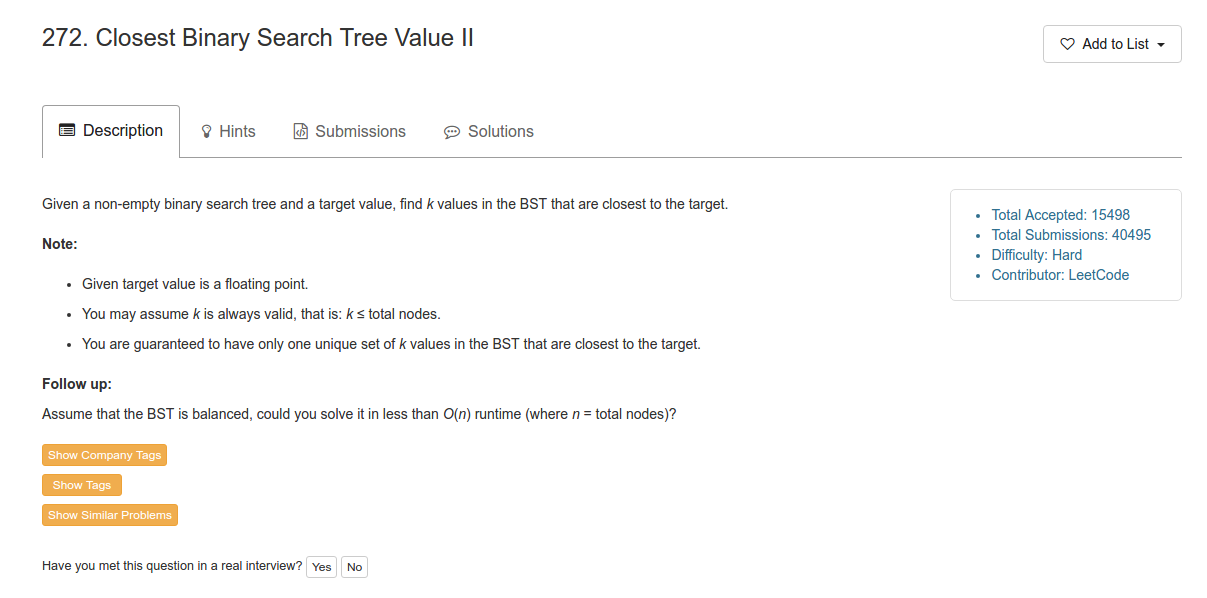 272. Closest Binary Search Tree Value II
Add to List
Description
Hints
Submissions
Solutions
Given a non-empty binary search tree and a target value, find k values in the BST that are closest to the target.
Note:
• Given target value is a floating point.
• You may assume k is always valid, that is: k ≤ total nodes.
• You are guaranteed to have only one unique set of k values in the BST that are closest to the target.
Follow up:
Assume that the BST is balanced, could you solve it in less than O(n) runtime (where n = total nodes)?
Show Company Tags
Show Tags
Show Similar Problems
Have you met this question in a real interview? Yes No
• Total Accepted: 15498
• Total Submissions: 40495
• Difficulty: Hard
• Contributor: LeetCode